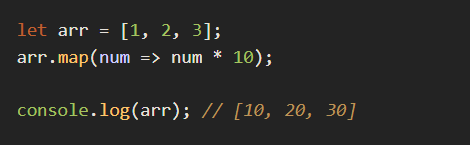 let arr = [1, 2, 3];
arr.map(num => num * 10);
console.log(arr); // [10, 20, 30]